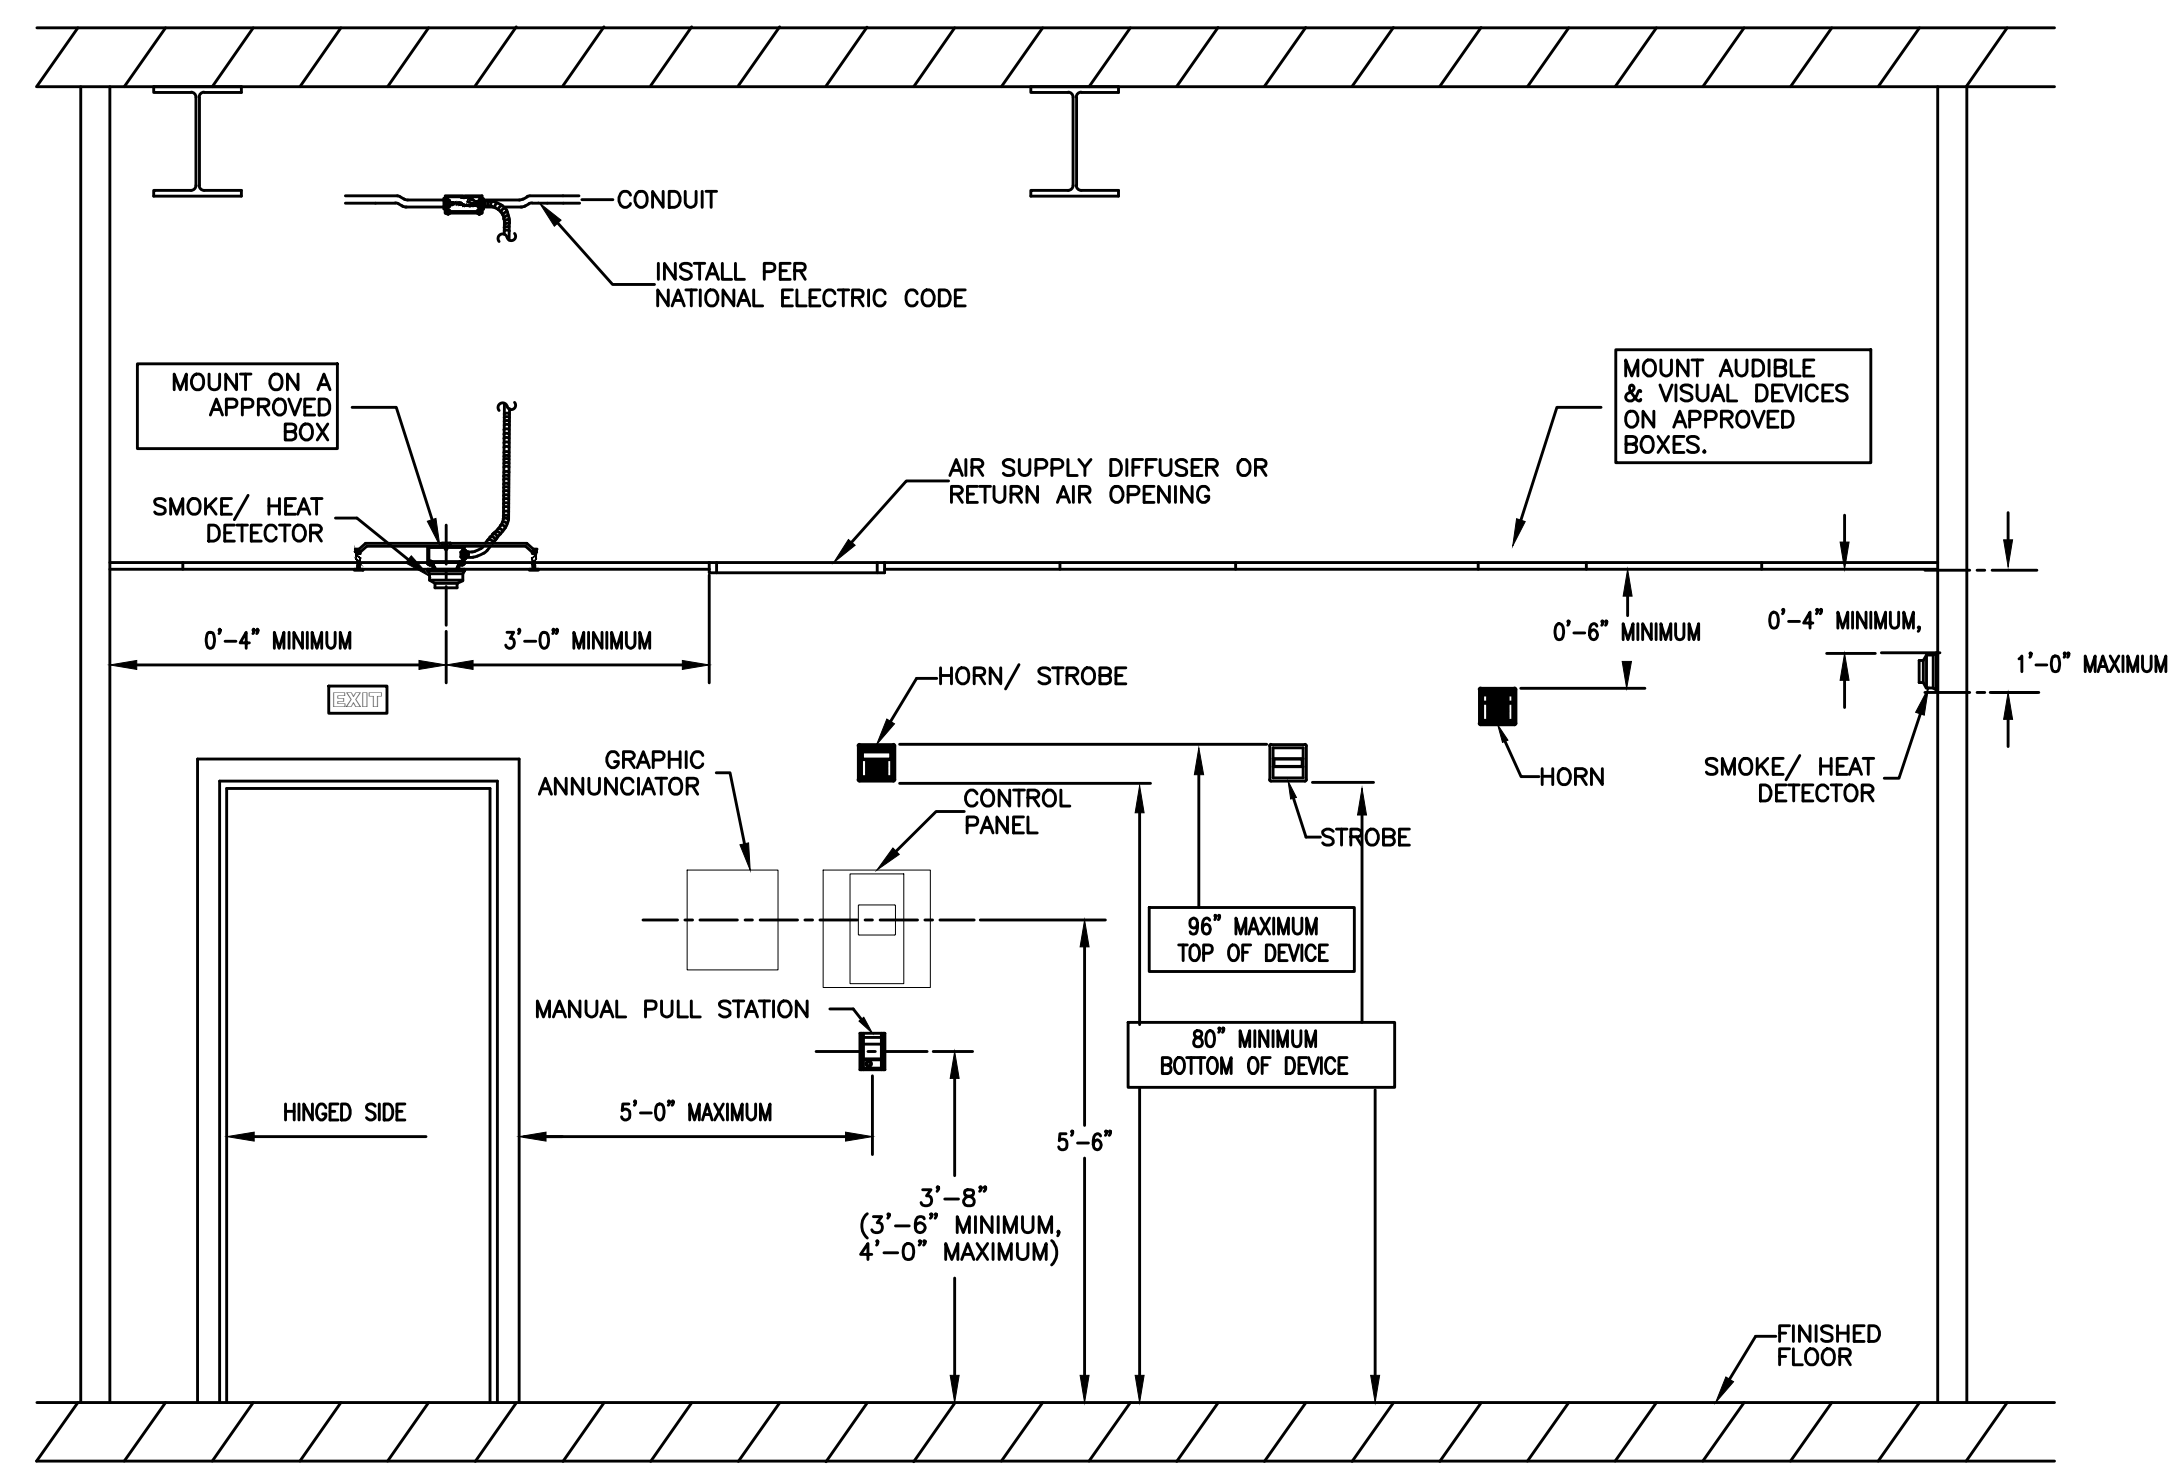 CONDUIT
INSTALL PER
NATIONAL ELECTRIC CODE
MOUNT ON A
APPROVED
BOX
MOUNT AUDIBLE
& VISUAL DEVICES
ON APPROVED
BOXES.
AIR SUPPLY DIFFUSER OR
RETURN AIR OPENING
SMOKE/ HEAT
DETECTOR
0'-4" MINIMUM
3'-0" MINIMUM
0'-6" MINIMUM
0'-4" MINIMUM,
1'-0" MAXIMUM
EXIT
HORN/ STROBE
GRAPHIC
ANNUNCIATOR
CONTROL
PANEL
STROBE
HORN
SMOKE/ HEAT
DETECTOR
96" MAXIMUM
TOP OF DEVICE
MANUAL PULL STATION
80" MINIMUM
BOTTOM OF DEVICE
HINGED SIDE
5'-0" MAXIMUM
5'-6"
3'-8"
(3'-6" MINIMUM,
4'-0" MAXIMUM)
FINISHED
FLOOR